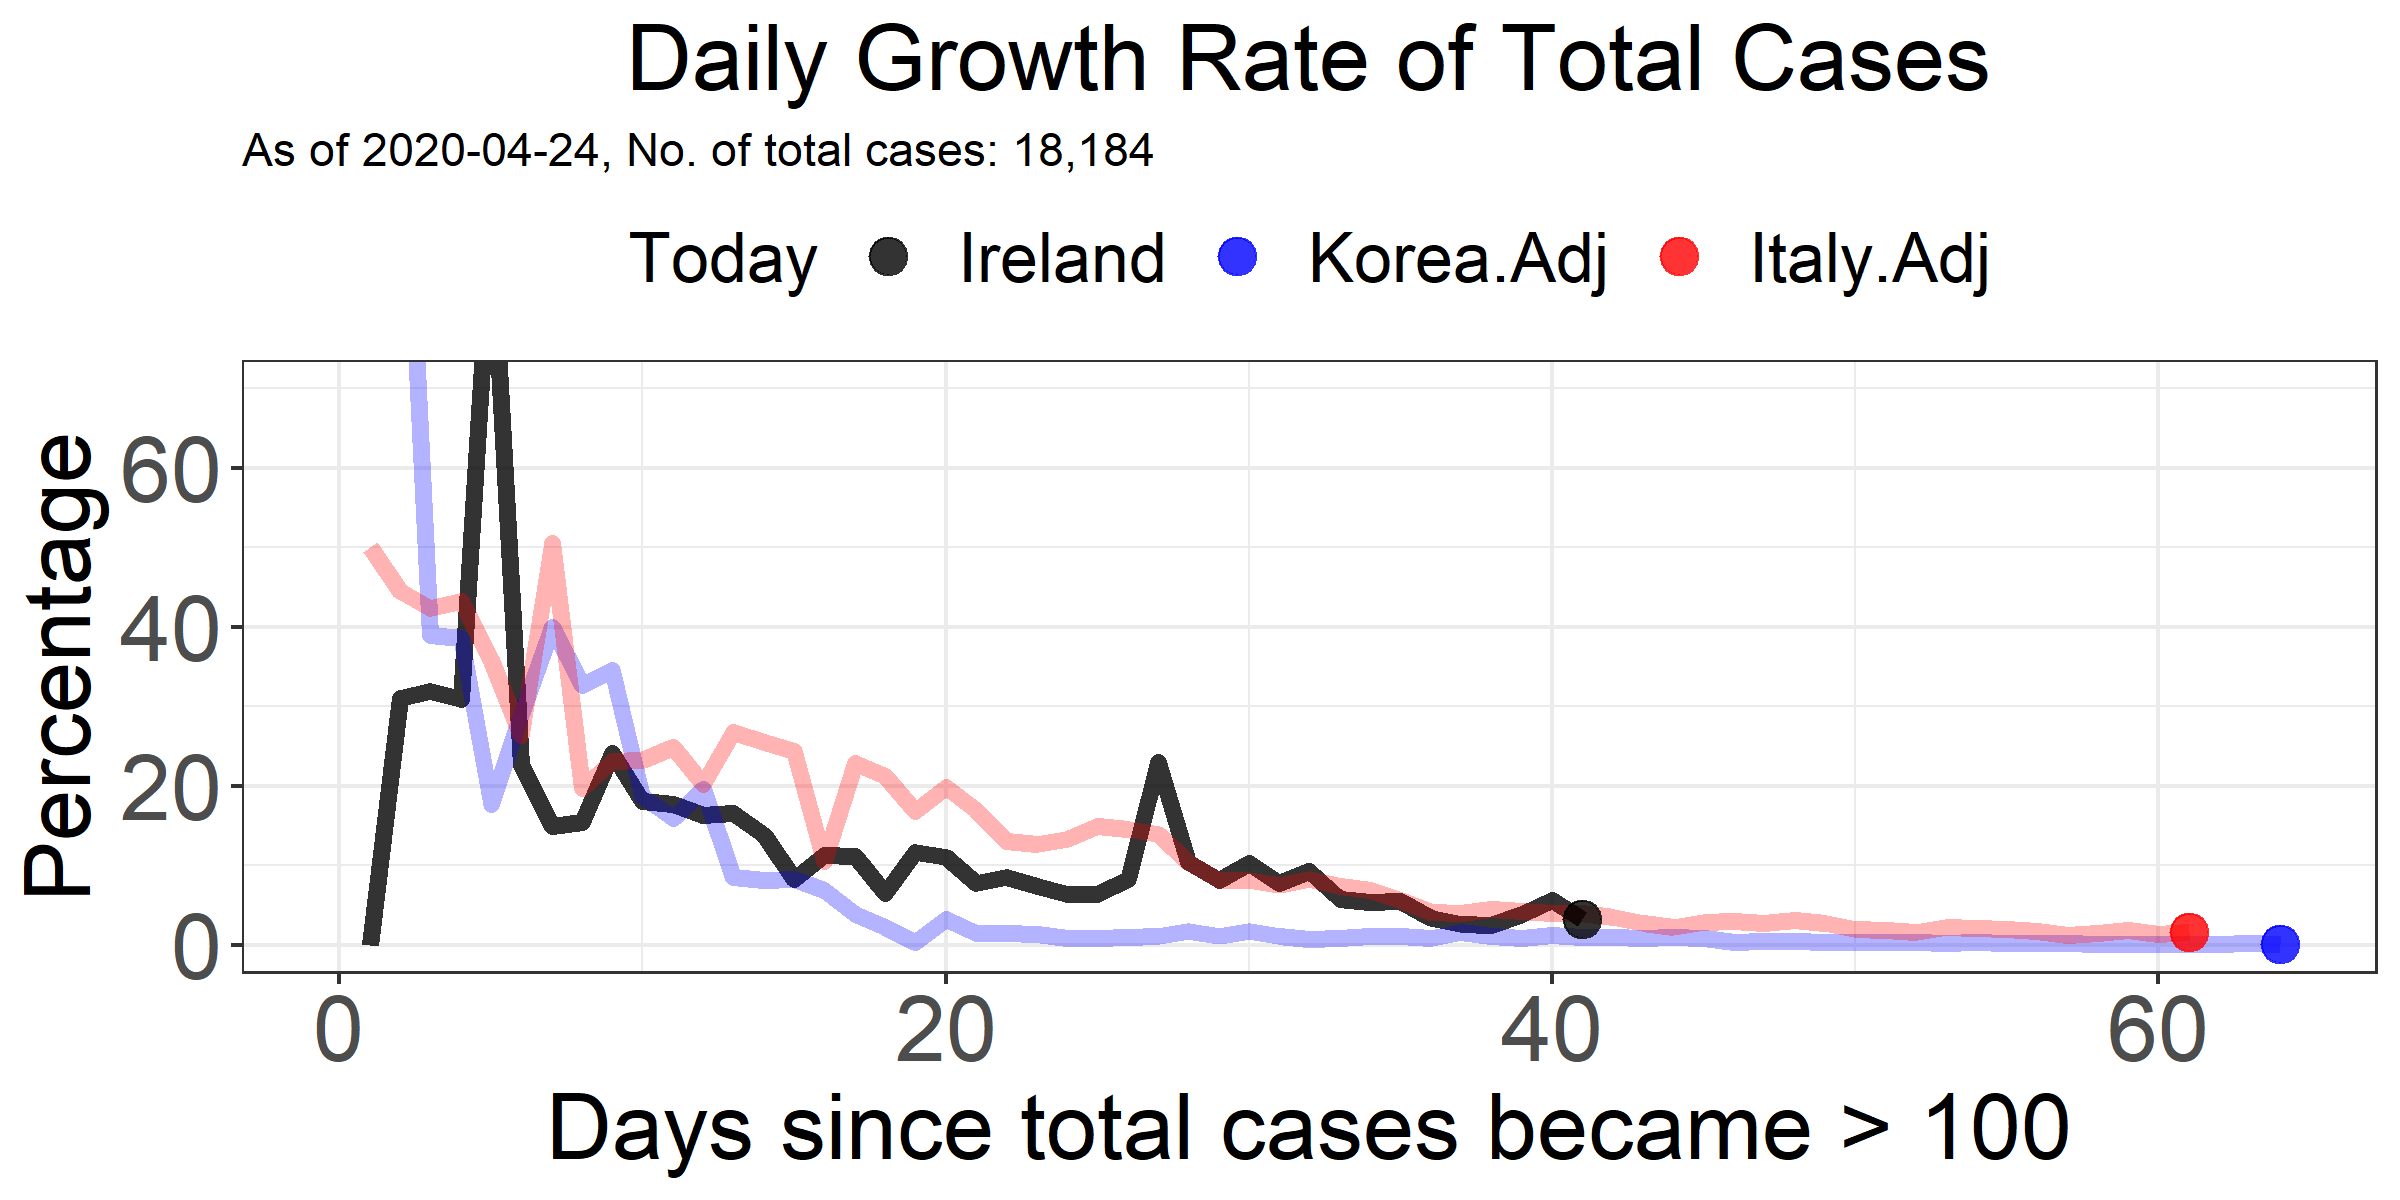 Daily Growth Rate of Total Cases
As of 2020-04-24, No. of total cases: 18,184
Today Ireland Korea.Adj Italy.Adj
Percentage
60
40
20
0
0 20 40 60
Days since total cases became > 100